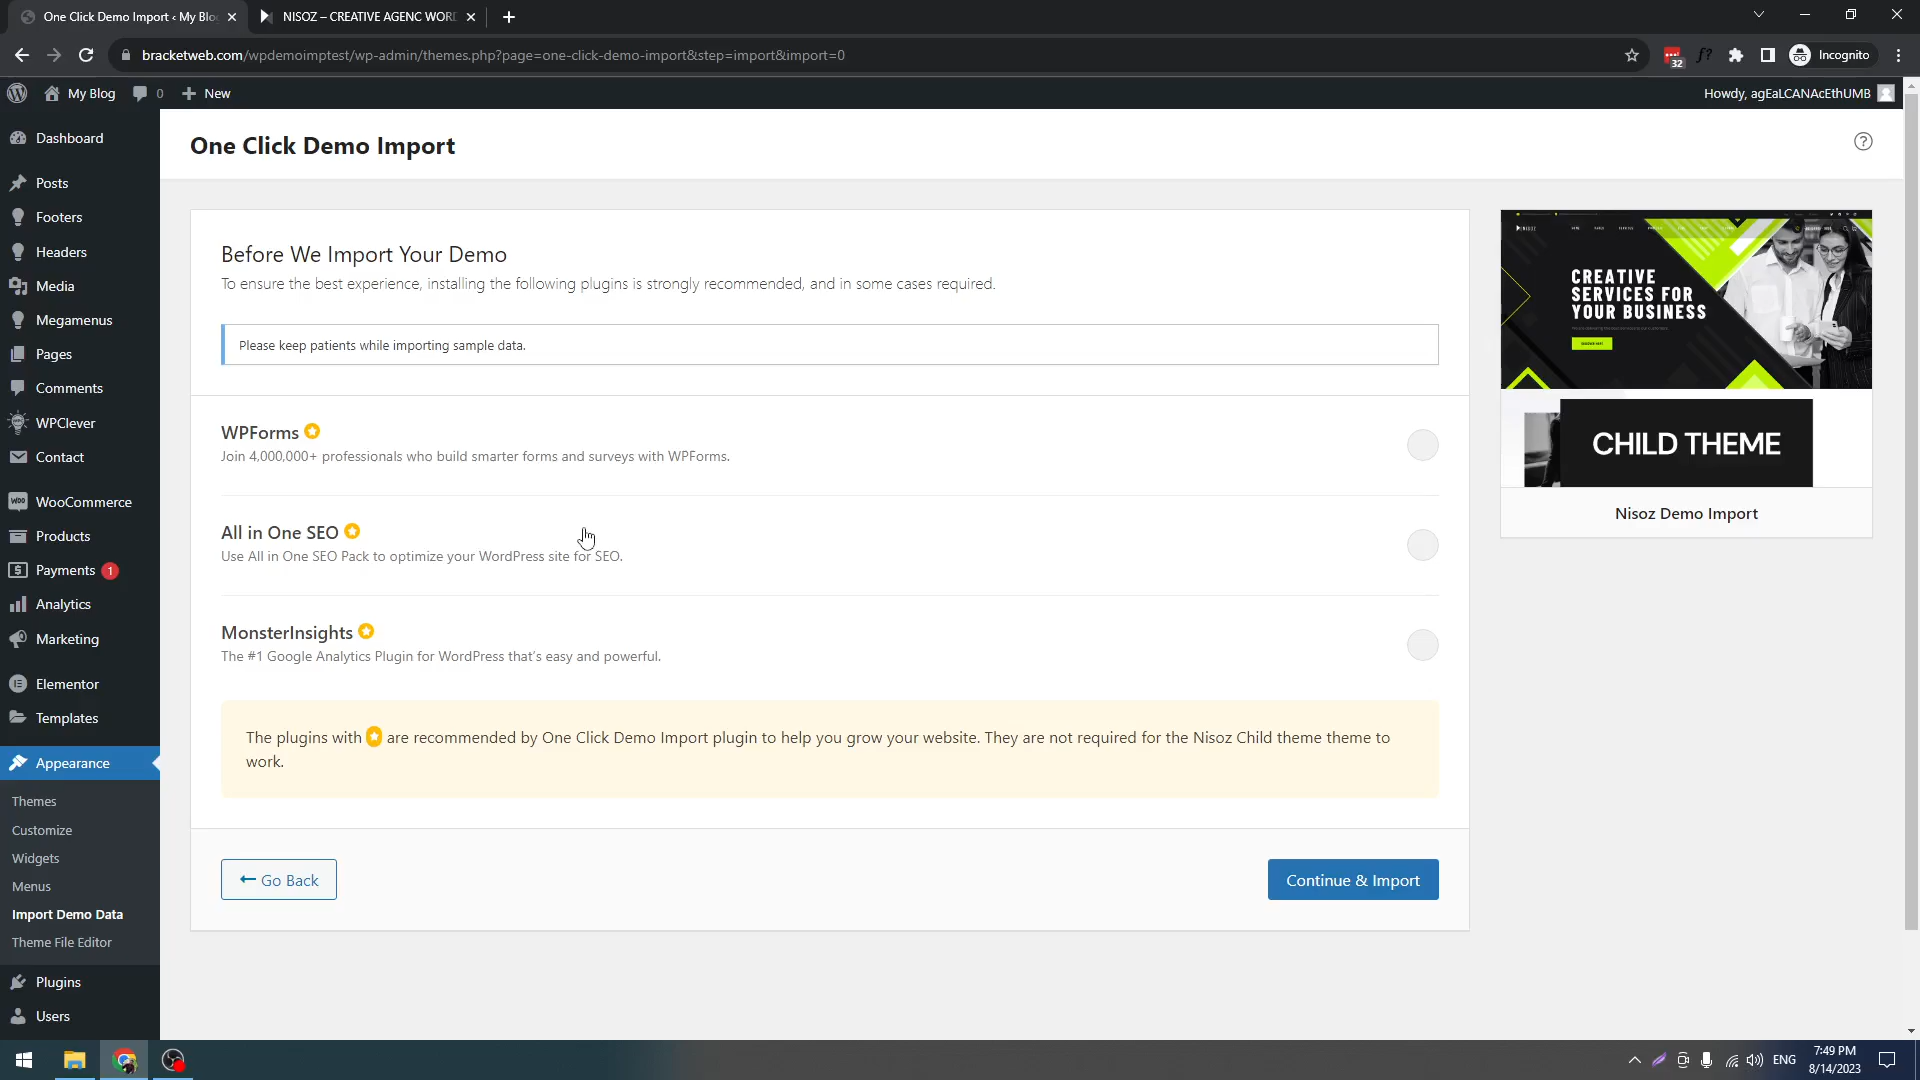 One Click Demo Import ‹ My Blo
NISOZ – CREATIVE AGENC WORD
bracketweb.com/wpdemoimptest/wp-admin/themes.php?page=one-click-demo-import&step=import&import=0
32
Incognito
My Blog
0
New
Howdy, agEaLCANAcEthUMB
Dashboard
Posts
Footers
Headers
Media
Megamenus
Pages
Comments
WPClever
Contact
WooCommerce
Products
Payments 1
Analytics
Marketing
Elementor
Templates
Appearance
Themes
Customize
Widgets
Menus
Import Demo Data
Theme File Editor
Plugins
Users
One Click Demo Import
Before We Import Your Demo
To ensure the best experience, installing the following plugins is strongly recommended, and in some cases required.
Please keep patients while importing sample data.
WPForms
Join 4,000,000+ professionals who build smarter forms and surveys with WPForms.
All in One SEO
Use All in One SEO Pack to optimize your WordPress site for SEO.
MonsterInsights
The #1 Google Analytics Plugin for WordPress that's easy and powerful.
The plugins with are recommended by One Click Demo Import plugin to help you grow your website. They are not required for the Nisoz Child theme theme to
work.
Go Back
Continue & Import
NISOZ
CREATIVE
SERVICES FOR
YOUR BUSINESS
CHILD THEME
Nisoz Demo Import
ENG
7:49 PM
8/14/2023